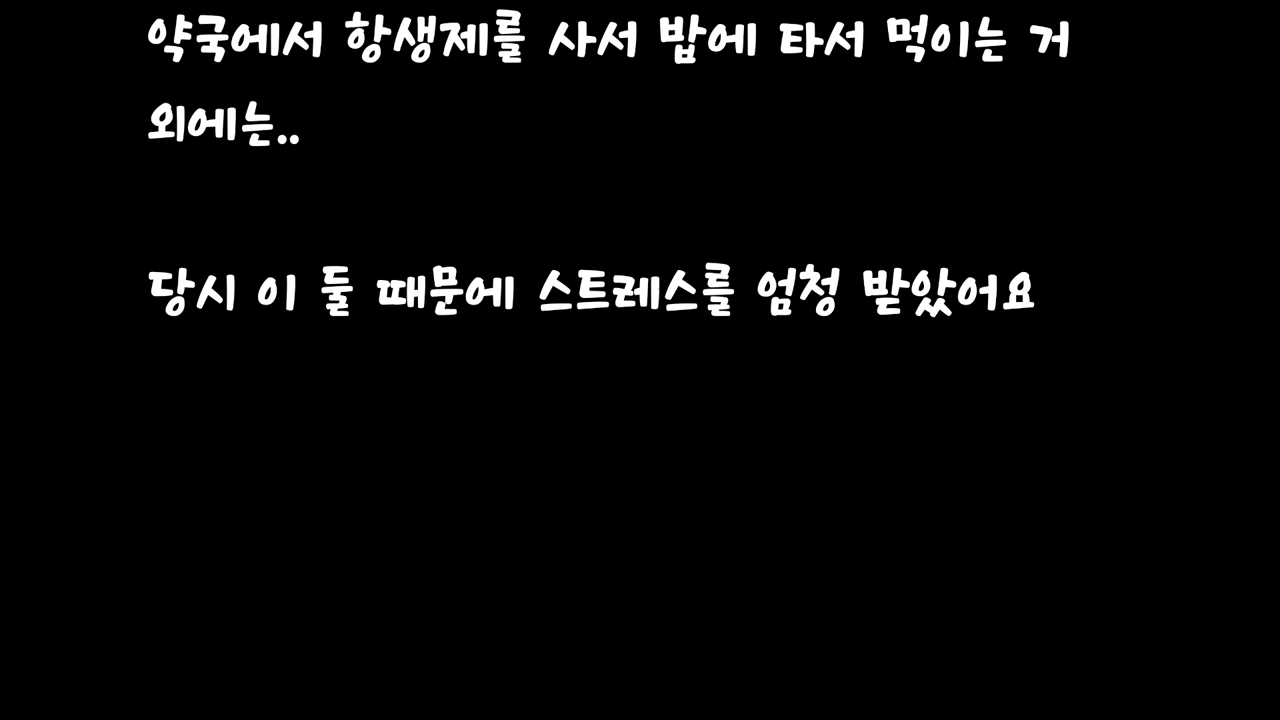 약국에서 항생제를 사서 밥에 타서 먹이는 거
외에는..
당시 이 둘 때문에 스트레스를 엄청 받았어요